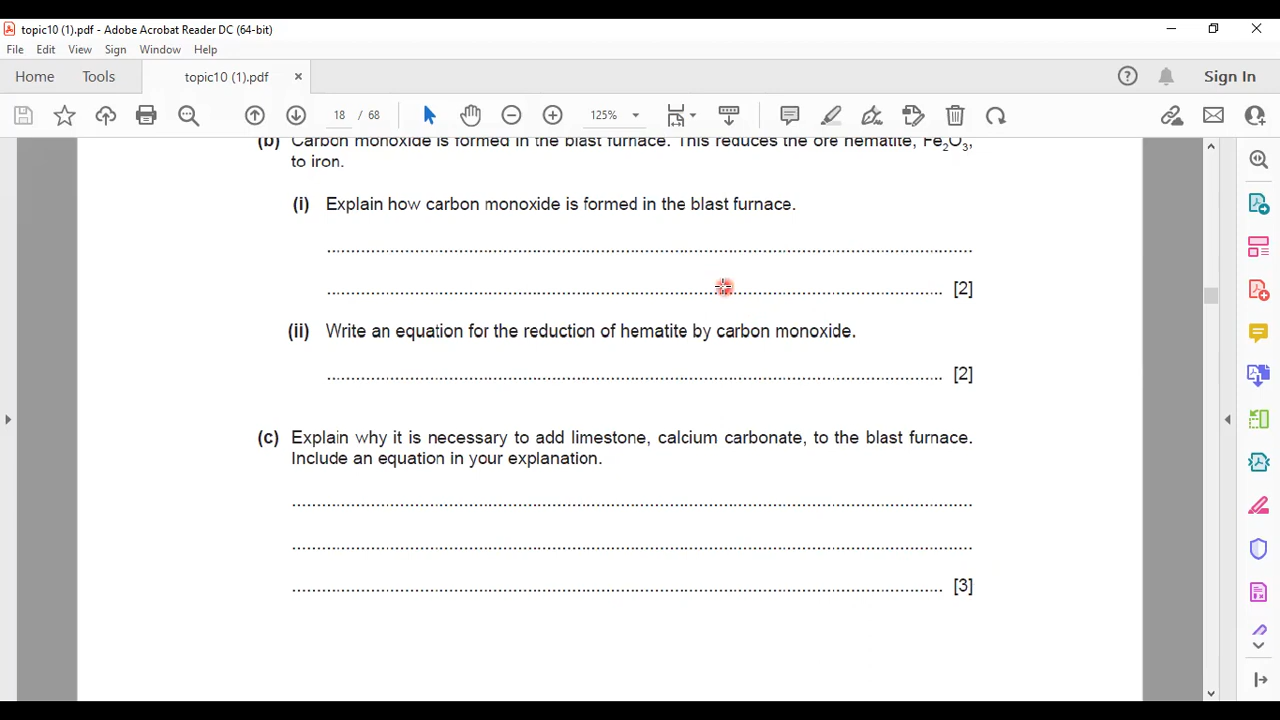 topic10 (1).pdf - Adobe Acrobat Reader DC (64-bit)
File Edit View Sign Window Help
Home Tools topic10 (1).pdf × Sign In
18 / 68 125%
(b) Carbon monoxide is formed in the blast furnace. This reduces the ore hematite, Fe₂O₃,
to iron.
(i) Explain how carbon monoxide is formed in the blast furnace.
..........................................................................................................................
.............................................................................................................. [2]
(ii) Write an equation for the reduction of hematite by carbon monoxide.
.............................................................................................................. [2]
(c) Explain why it is necessary to add limestone, calcium carbonate, to the blast furnace.
Include an equation in your explanation.
..........................................................................................................................
..........................................................................................................................
.............................................................................................................. [3]